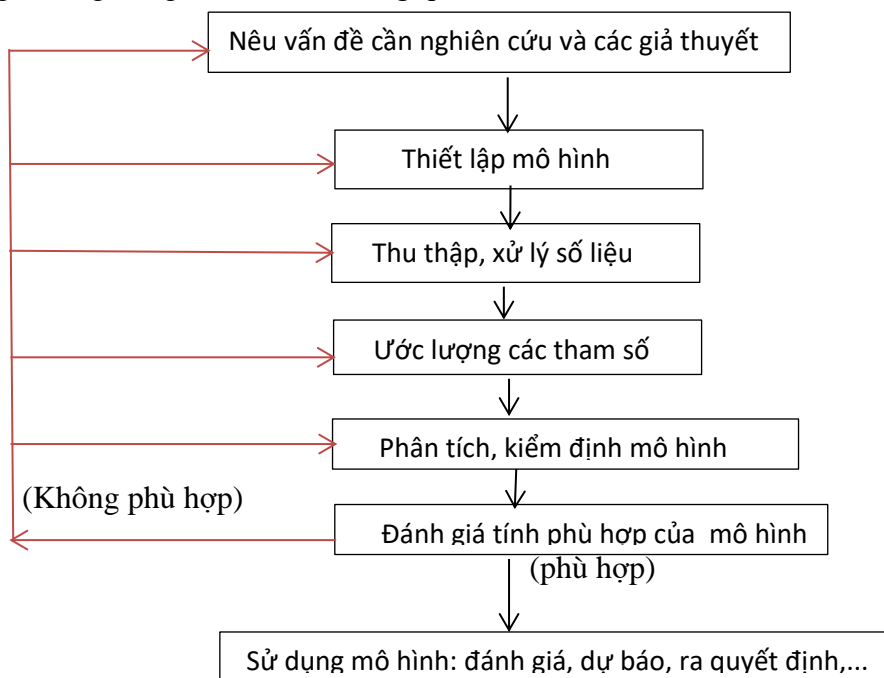 Nêu vấn đề cần nghiên cứu và các giả thuyết
Thiết lập mô hình
Thu thập, xử lý số liệu
Ước lượng các tham số
Phân tích, kiểm định mô hình
(Không phù hợp)
Đánh giá tính phù hợp của mô hình
(phù hợp)
Sử dụng mô hình: đánh giá, dự báo, ra quyết định,...